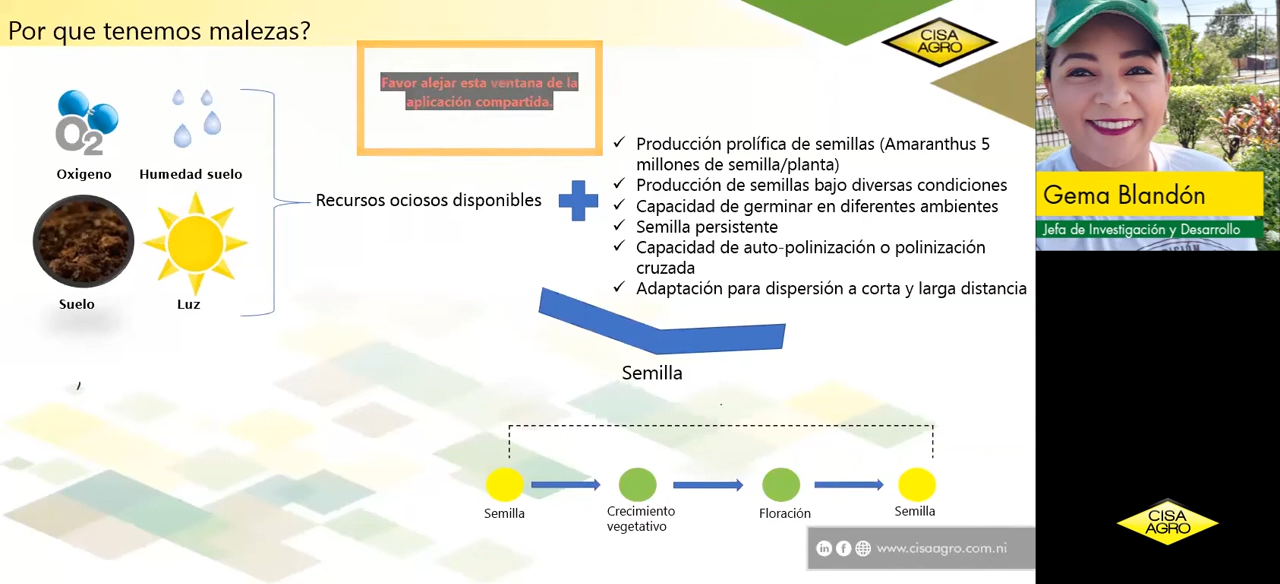 Por que tenemos malezas?
CISA
AGRO
Favor alejar esta ventana de la
aplicación compartida.
O2
Oxigeno
Humedad suelo
Suelo
Luz
Recursos ociosos disponibles
✓ Producción prolífica de semillas (Amaranthus 5
millones de semilla/planta)
✓ Producción de semillas bajo diversas condiciones
✓ Capacidad de germinar en diferentes ambientes
✓ Semilla persistente
✓ Capacidad de auto-polinización o polinización
cruzada
✓ Adaptación para dispersión a corta y larga distancia
Semilla
Semilla
Crecimiento
vegetativo
Floración
Semilla
www.cisaagro.com.ni
Gema Blandón
Jefa de Investigación y Desarrollo
CISA
AGRO